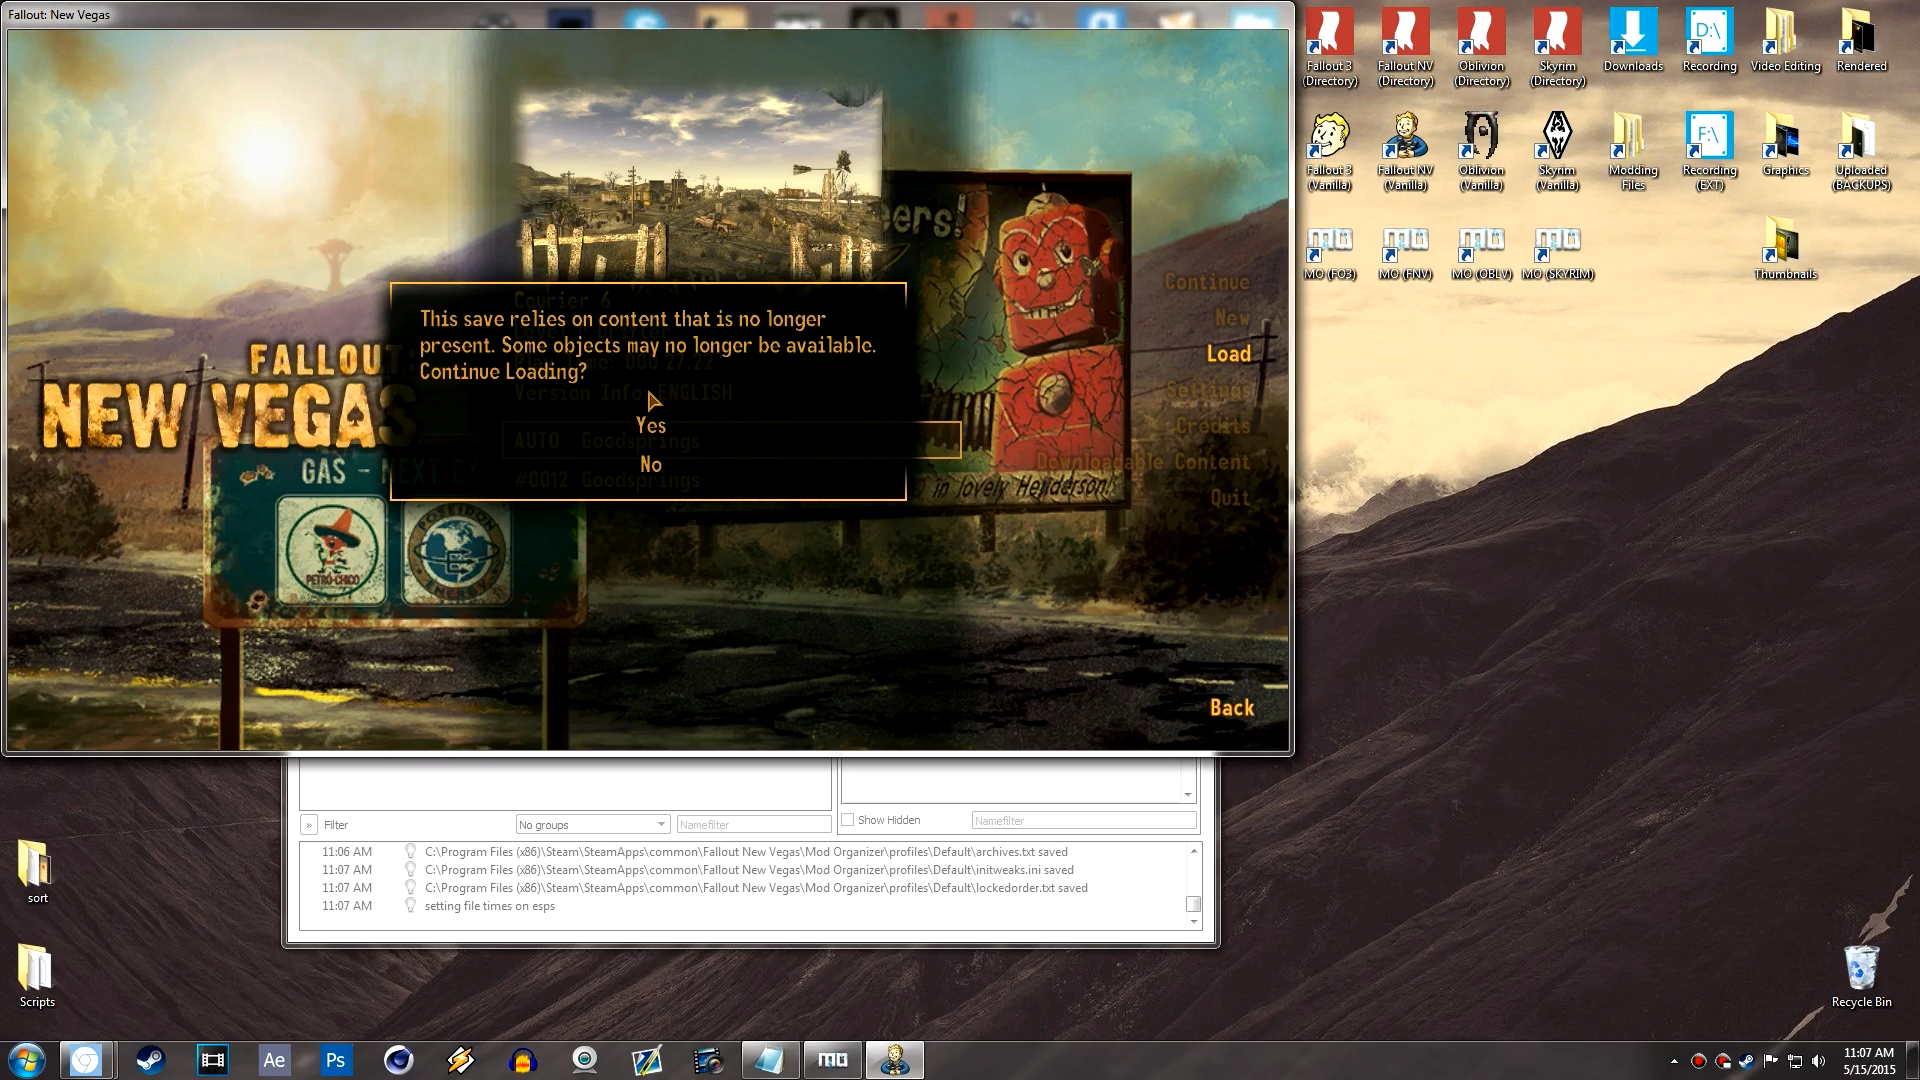 Fallout: New Vegas
eers!
Courier 6
This save relies on content that is no longer
present. Some objects may no longer be available.
Continue Loading?
Version Info: ENGLISH
Yes
AUTO Goodsprings
No
#0012 Goodsprings
FALLOUT:
NEW VEGAS
GAS - NEXT EX
PETRO-CHICO
POSEIDON
ENERGY
in lovely Henderson!
Continue
New
Load
Settings
Credits
Downloadable Content
Quit
Back
Fallout 3
(Directory)
Fallout NV
(Directory)
Oblivion
(Directory)
Skyrim
(Directory)
Downloads
D:\
Recording
Video Editing
Rendered
Fallout 3
(Vanilla)
Fallout NV
(Vanilla)
Oblivion
(Vanilla)
Skyrim
(Vanilla)
Modding
Files
F:\
Recording
(EXT)
Graphics
Uploaded
(BACKUPS)
MO (FO3)
MO (FNV)
MO (OBLV)
MO (SKYRIM)
Thumbnails
» Filter
No groups
Namefilter
Show Hidden
Namefilter
11:06 AM C:\Program Files (x86)\Steam\SteamApps\common\Fallout New Vegas\Mod Organizer\profiles\Default\archives.txt saved
11:07 AM C:\Program Files (x86)\Steam\SteamApps\common\Fallout New Vegas\Mod Organizer\profiles\Default\initweaks.ini saved
11:07 AM C:\Program Files (x86)\Steam\SteamApps\common\Fallout New Vegas\Mod Organizer\profiles\Default\lockedorder.txt saved
11:07 AM setting file times on esps
sort
Scripts
Recycle Bin
Ae
Ps
MO
11:07 AM
5/15/2015